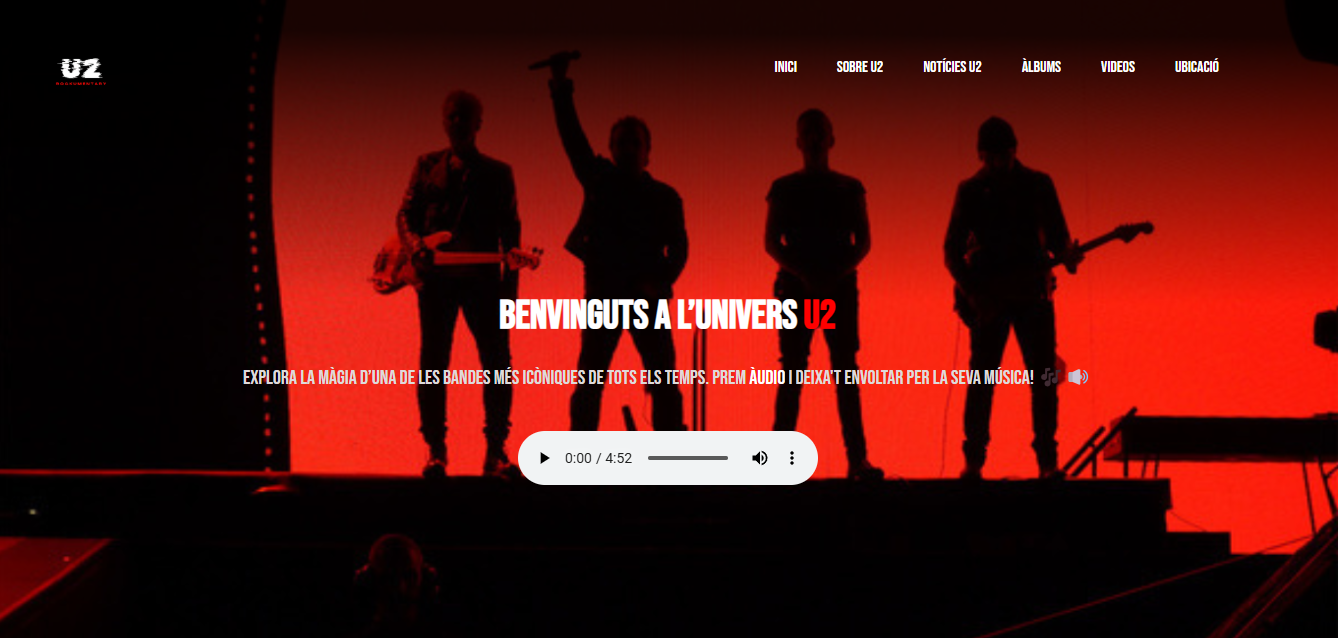 U2
INICI
SOBRE U2
NOTÍCIES U2
ÀLBUMS
VIDEOS
UBICACIÓ
BENVINGUTS A L'UNIVERS U2
EXPLORA LA MÀGIA D'UNA DE LES BANDES MÉS ICÒNIQUES DE TOTS ELS TEMPS. PREM ÀUDIO I DEIXA'T ENVOLTAR PER LA SEVA MÚSICA! 🎶🔊
0:00 / 4:52